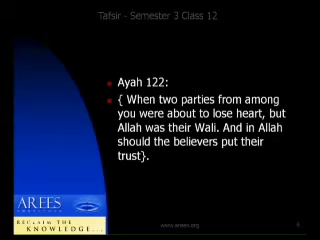 Tafsir - Semester 3 Class 12
Ayah 122:
{ When two parties from among
you were about to lose heart, but
Allah was their Wali. And in Allah
should the believers put their
trust}.
AREES
RECLAIM THE
KNOWLEDGE...
www.arees.org